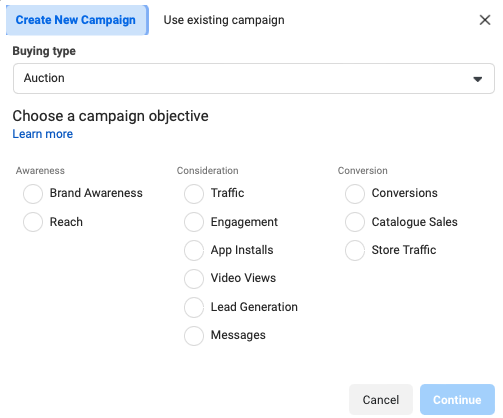 Create New Campaign Use existing campaign
Buying type
Auction
Choose a campaign objective
Learn more
Awareness
Brand Awareness
Reach
Consideration
Traffic
Engagement
App Installs
Video Views
Lead Generation
Messages
Conversion
Conversions
Catalogue Sales
Store Traffic
Cancel Continue